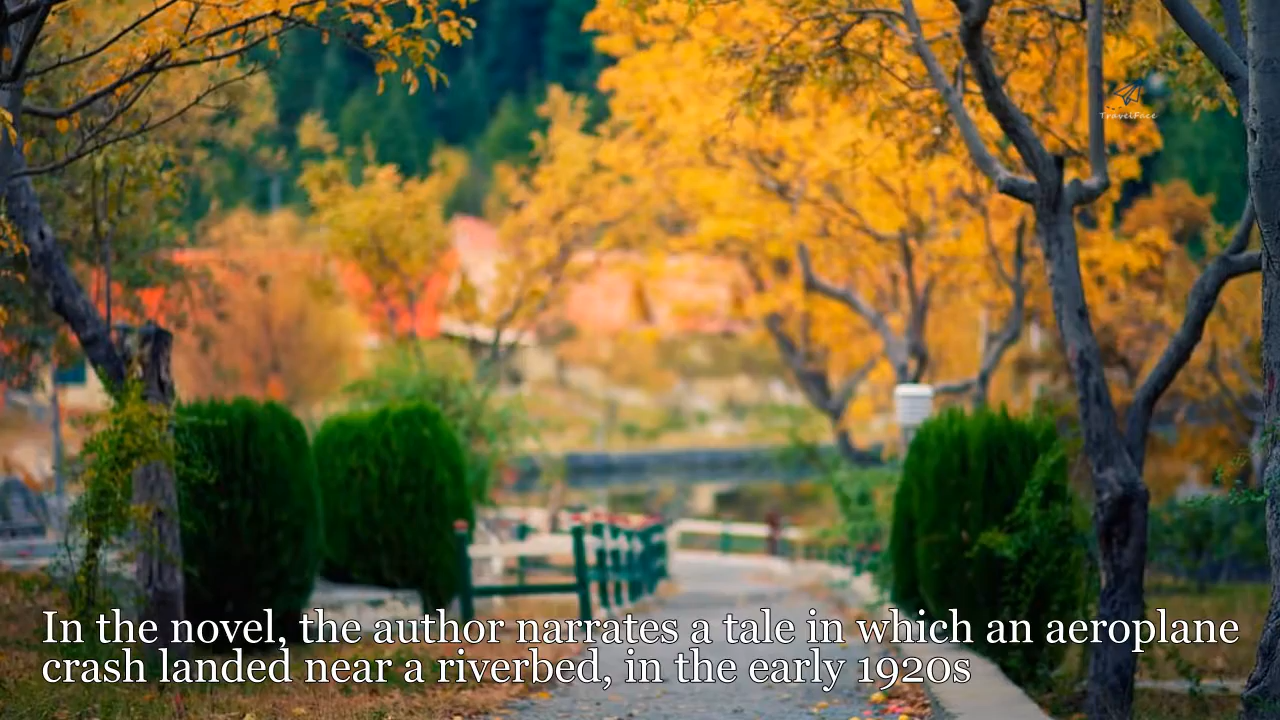 TravelFace
In the novel, the author narrates a tale in which an aeroplane
crash landed near a riverbed, in the early 1920s